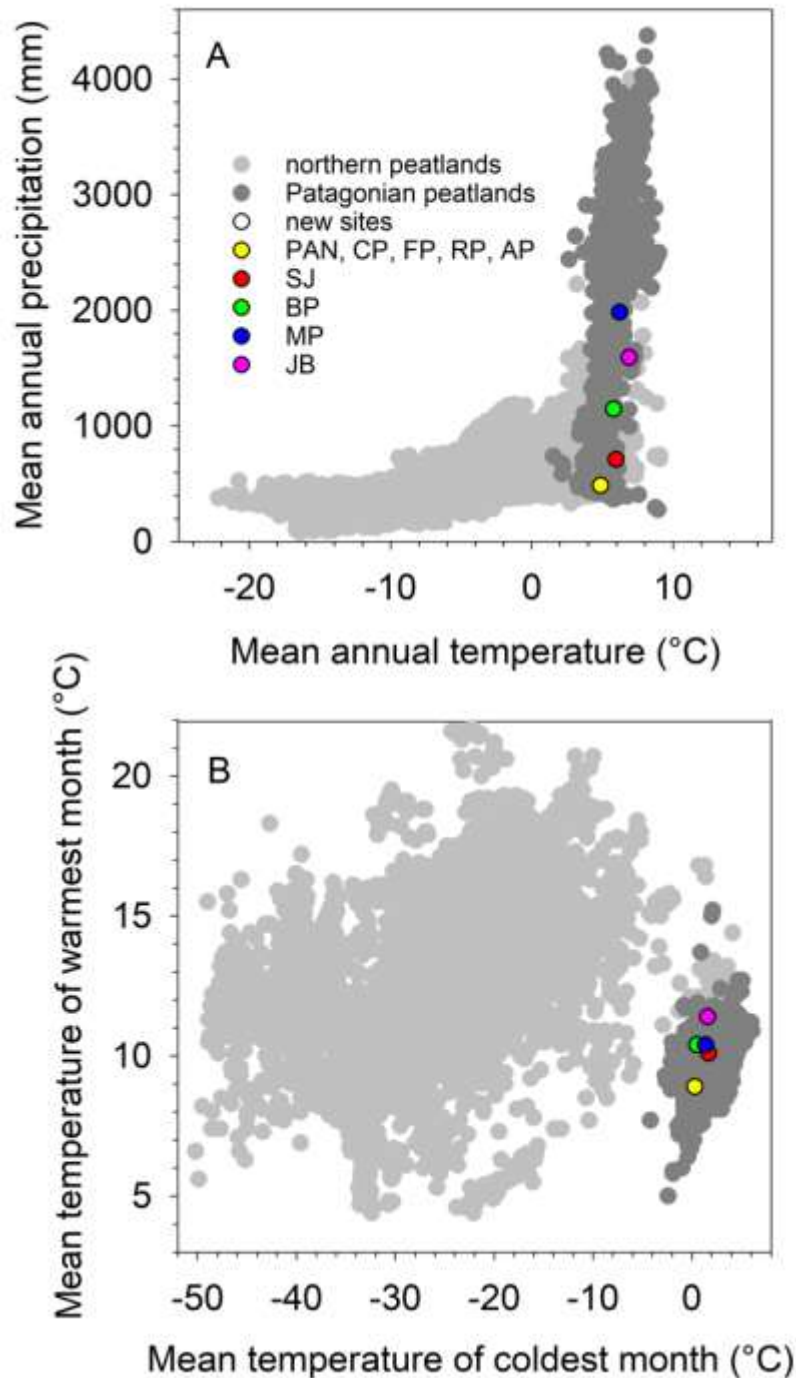 A
Mean annual precipitation (mm)
4000
3000
2000
1000
0
northern peatlands
Patagonian peatlands
new sites
PAN, CP, FP, RP, AP
SJ
BP
MP
JB
-20 -10 0 10
Mean annual temperature (°C)
B
Mean temperature of warmest month (°C)
20
15
10
5
-50 -40 -30 -20 -10 0
Mean temperature of coldest month (°C)